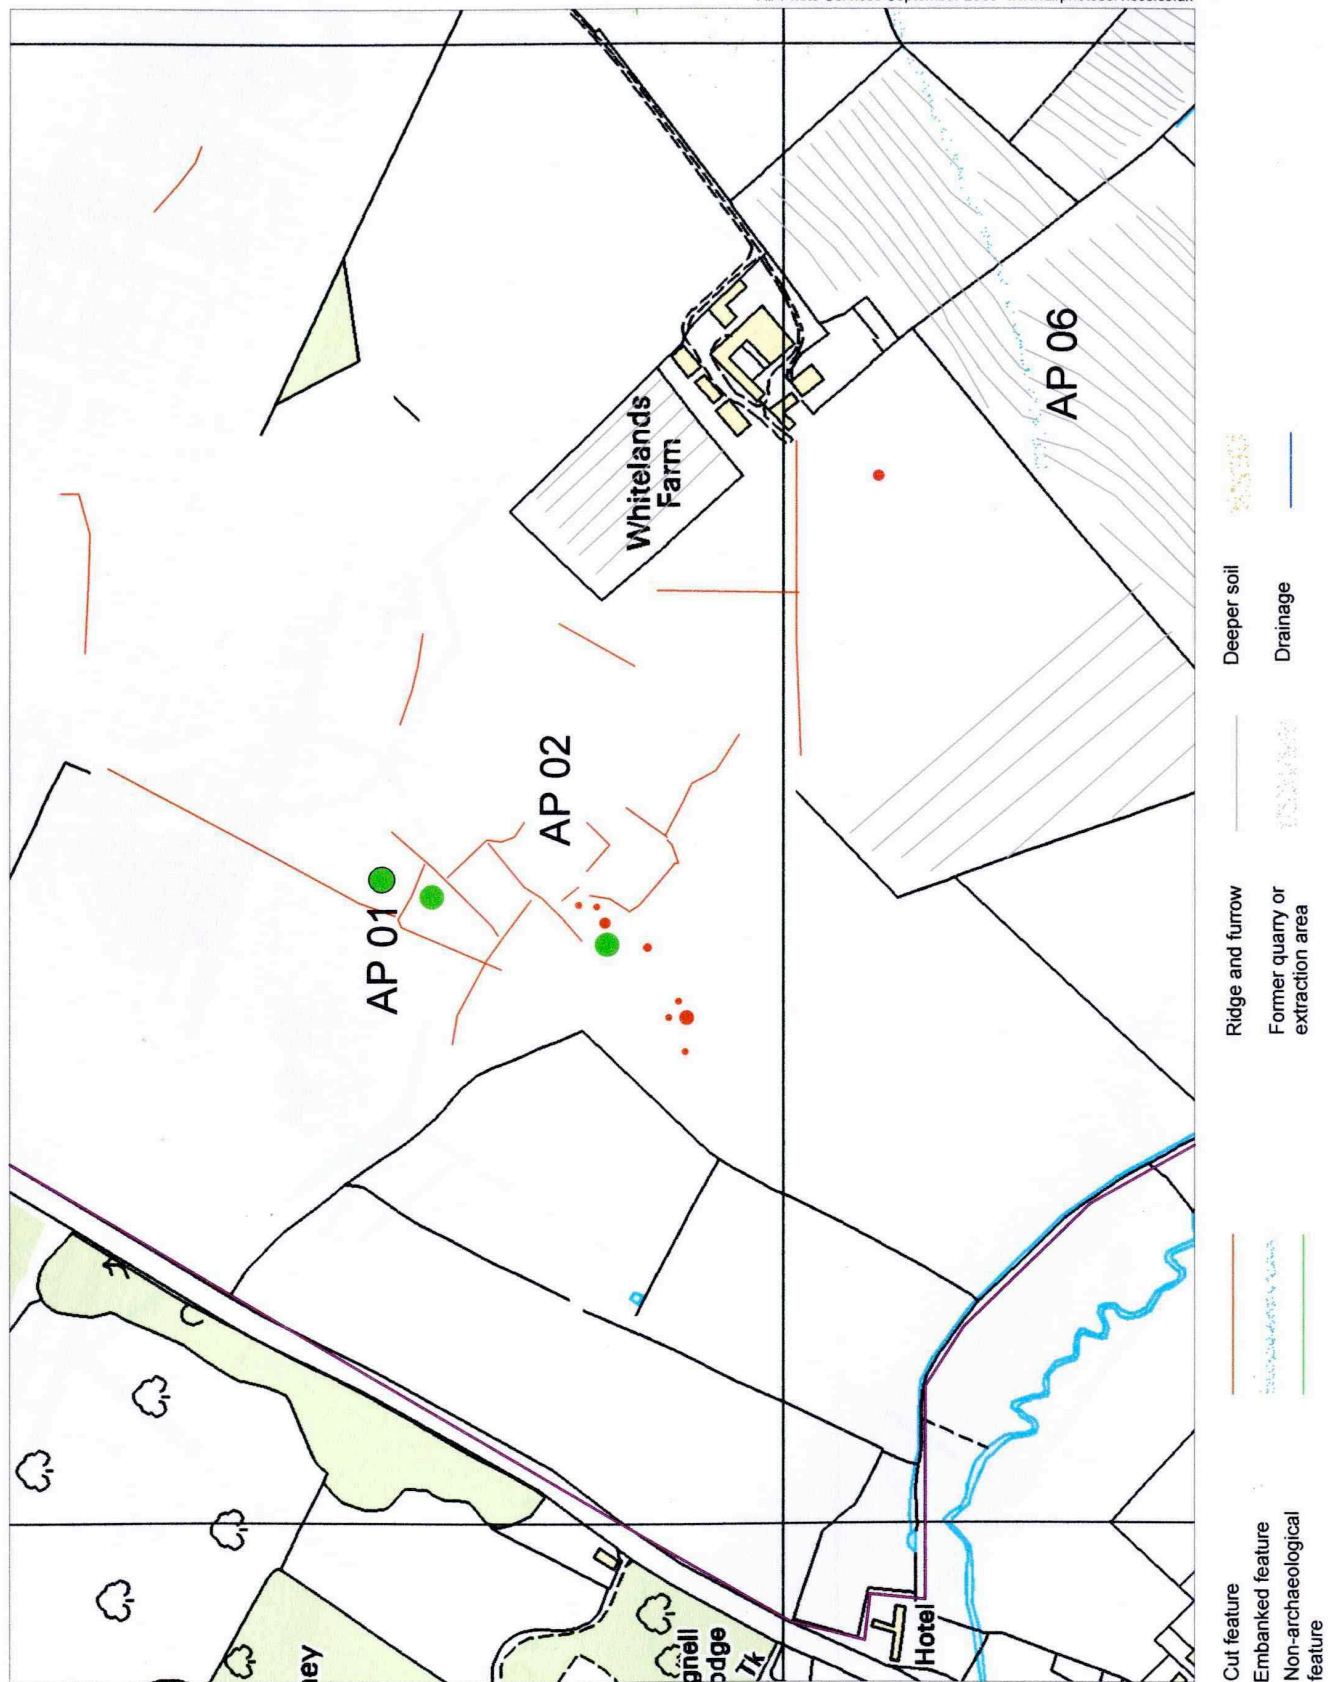 AP 01
AP 02
Whitelands
Farm
AP 06
Hotel
Tk
Cut feature
Embanked feature
Non-archaeological
feature
Ridge and furrow
Former quarry or
extraction area
Deeper soil
Drainage